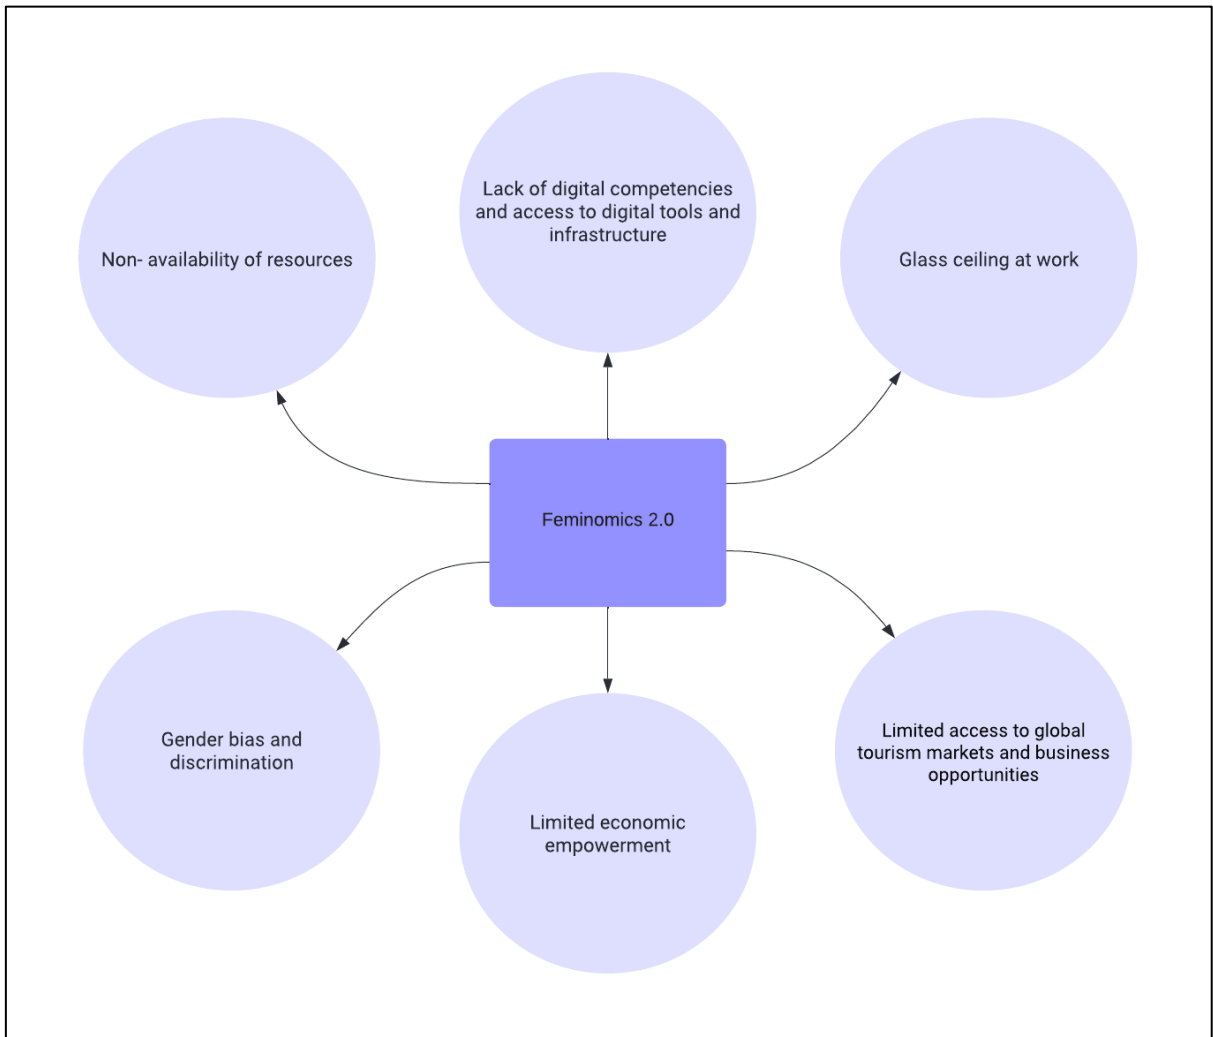 Lack of digital competencies
and access to digital tools and
infrastructure
Non- availability of resources
Glass ceiling at work
Feminomics 2.0
Gender bias and
discrimination
Limited economic
empowerment
Limited access to global
tourism markets and business
opportunities